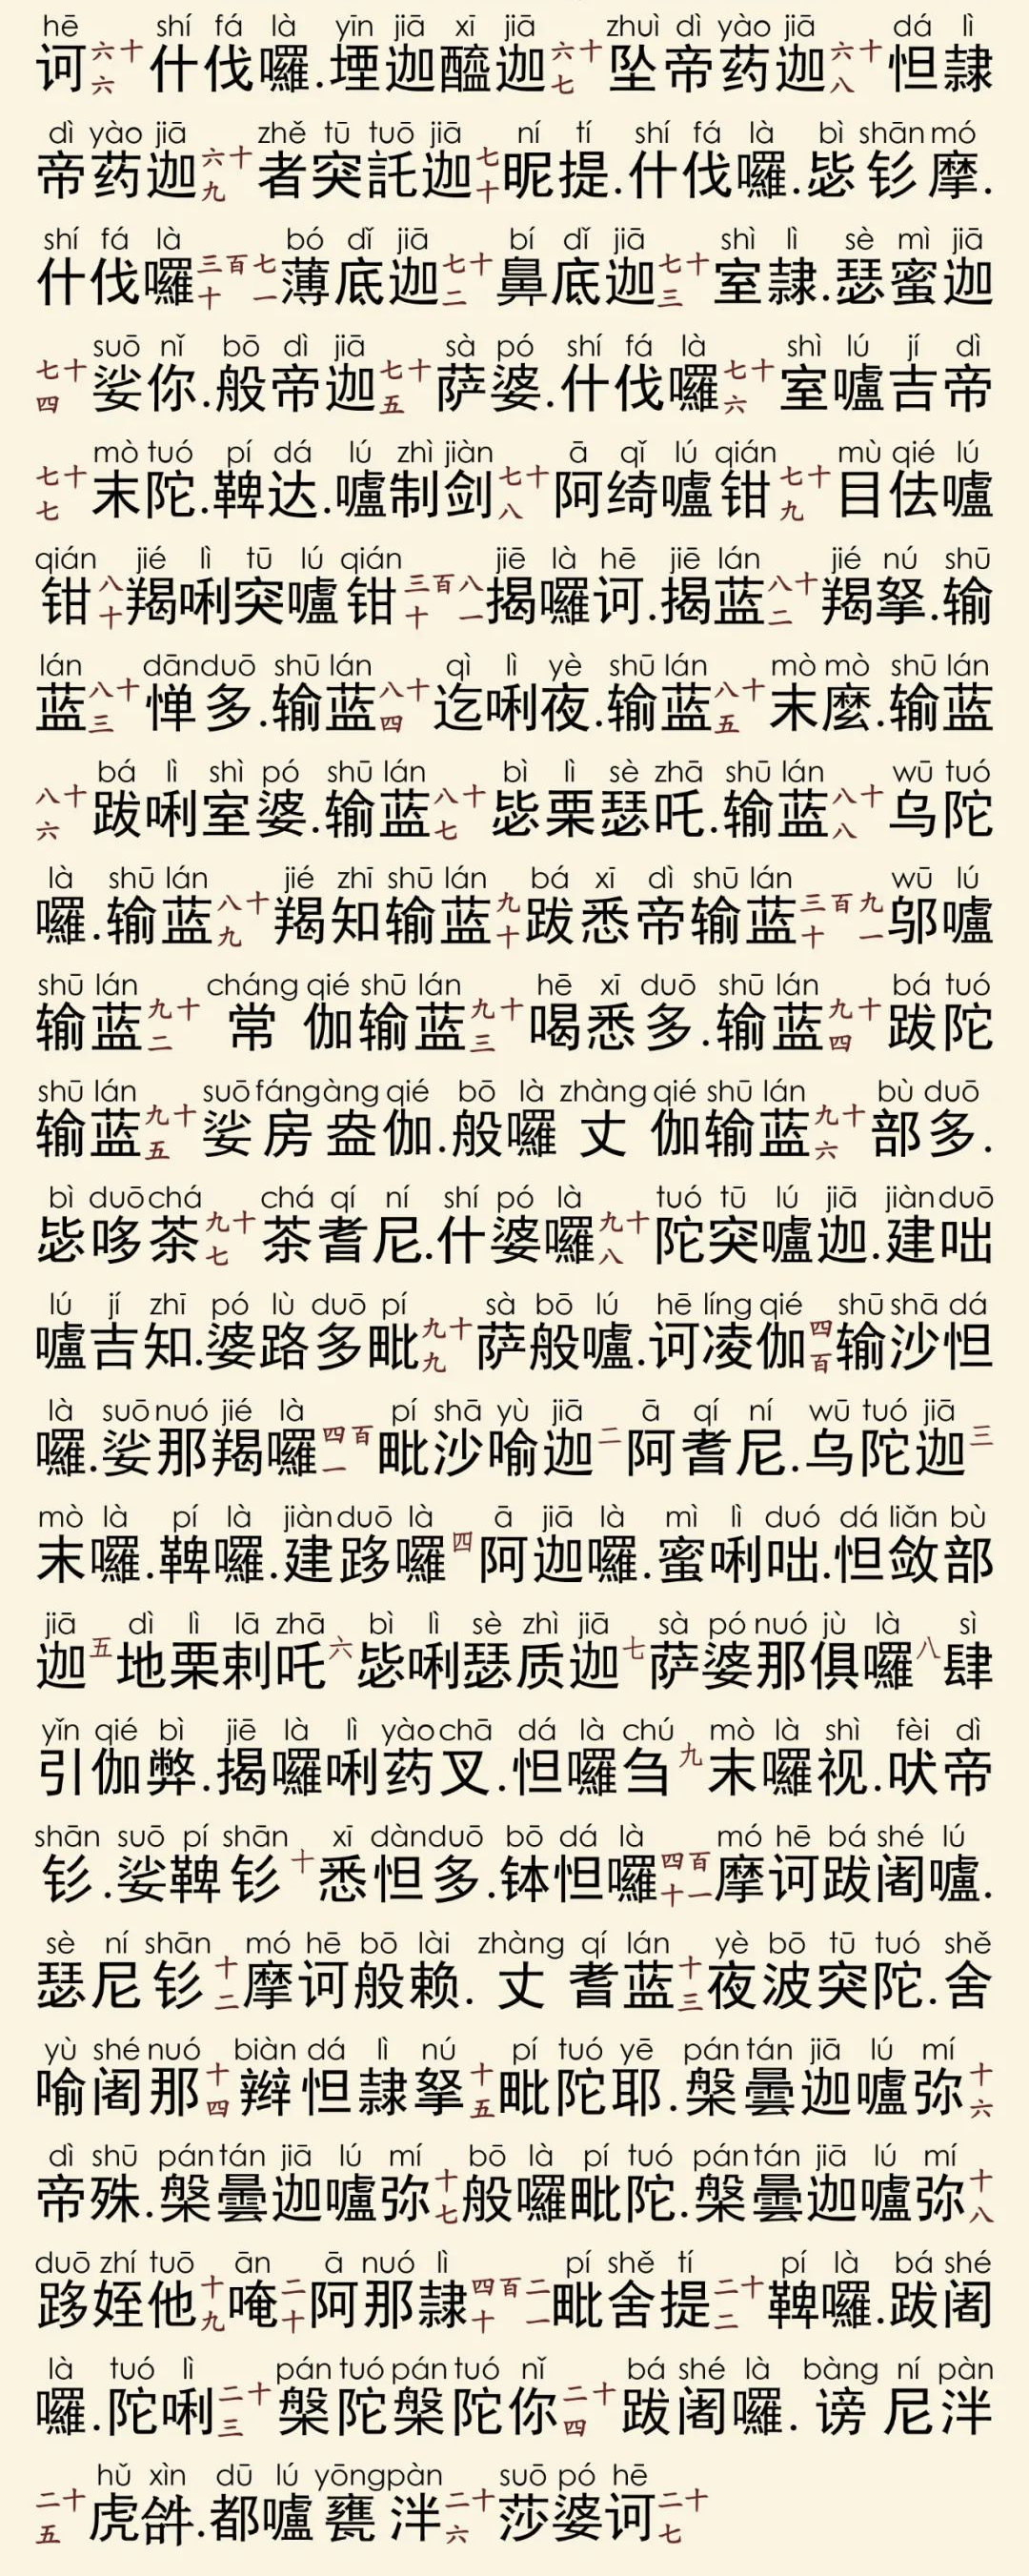 hē shí fá là yīn jiā xī jiā zhuì dì yào jiā dá lì
诃六十六什伐囉.堙迦醯迦六十七坠帝药迦六十八怛隷
dì yào jiā zhě tū tuō jiā ní tí shí fá là bì shān mó
帝药迦六十九者突託迦七十昵提.什伐囉.毖钐摩.
shí fá là bó dǐ jiā bí dǐ jiā shì lì sè mì jiā
什伐囉三百七十一薄底迦七十二鼻底迦七十三室隷.瑟蜜迦
suō nǐ bō dì jiā sà pó shí fá là shì lú jí dì
七十四娑你.般帝迦七十五萨婆.什伐囉七十六室嚧吉帝
mò tuó pí dá lú zhì jiàn ā qǐ lú qián mù qié lú
七十七末陀.鞞达.嚧制剑七十八阿绮嚧钳七十九目佉嚧
qián jié lì tū lú qián jiē là hē jiē lán jié nú shū
钳八十羯唎突嚧钳三百八十一揭囉诃.揭蓝八十二羯拏.输
lán dān duō shū lán qì lì yè shū lán mò mò shū lán
蓝八十三惮多.输蓝八十四迄唎夜.输蓝八十五末麼.输蓝
bá lì shì pó shū lán bì lì sè zhā shū lán wū tuó
八十六跋唎室婆.输蓝八十七毖栗瑟吒.输蓝八十八乌陀
là shū lán jié zhī shū lán bá xī dì shū lán wū lú
囉.输蓝八十九羯知输蓝九十跋悉帝输蓝三百九十一邬嚧
shū lán cháng qié shū lán hē xī duō shū lán bá tuó
输蓝九十二常伽输蓝九十三喝悉多.输蓝九十四跋陀
shū lán suō fáng àng qié bō là zhàng qié shū lán bù duō
输蓝九十五娑房盎伽.般囉丈伽输蓝九十六部多.
bì duō chá chá qí ní shí pó là tuó tū lú jiā jiàn duō
毖哆茶九十七茶耆尼.什婆囉九十八陀突嚧迦.建咄
lú jí zhī pó lù duō pí sà bō lú hē líng qié shū shā dá
嚧吉知.婆路多毗九十九萨般嚧.诃凌伽四百输沙怛
là suō nuó jié là pí shā yù jiā ā qí ní wū tuó jiā
囉.娑那羯囉四百一毗沙喻迦二阿耆尼.乌陀迦三
mò là pí là jiàn duō là ā jiā là mì lì duó dá liǎn bù
末囉.鞞囉.建跢囉四阿迦囉.蜜唎咄.怛敛部
jiā dì lì lā zhā bì lì sè zhì jiā sà pó nuó jù là sì
迦五地栗剌吒六毖唎瑟质迦七萨婆那俱囉八肆
yǐn qié bì jiē là lì yào chā dá là chú mò là shì fèi dì
引伽弊.揭囉唎药叉.怛囉刍九末囉视.吠帝
shān suō pí shān xī dàn duō bō dá là mó hē bá shé lú
钐.娑鞞钐十悉怛多.钵怛囉四百十一摩诃跋阇嚧.
sè ní shān mó hē bō lài zhàng qí lán yè bō tū tuó shě
瑟尼钐十二摩诃般赖.丈耆蓝十三夜波突陀.舍
yù shé nuó biàn dá lì nú pí tuó yē pán tán jiā lú mí
喻阇那十四辫怛隷拏十五毗陀耶.槃曇迦嚧弥十六
dì shū pán tán jiā lú mí bō là pí tuó pán tán jiā lú mí
帝殊.槃曇迦嚧弥十七般囉毗陀.槃曇迦嚧弥十八
duō zhí tuō ān ā nuó lì pí shě tí pí là bá shé
跢姪他十九唵二十阿那隷四百二十一毗舍提二十二鞞囉.跋阇
là tuó lì pán tuó pán tuó nǐ bá shé là bàng ní pàn
囉.陀唎二十三槃陀槃陀你二十四跋阇囉.谤尼泮
hǔ xìn dū lú yōng pàn suō pó hē
二十五虎𤙖.都嚧甕泮二十六莎婆诃二十七